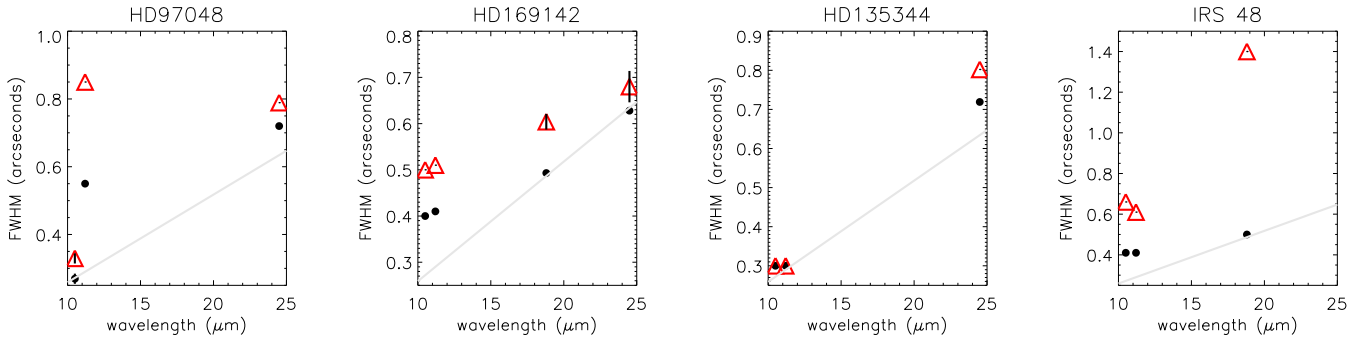 HD97048
HD169142
HD135344
IRS 48
FWHM (arcseconds)
1.0
0.8
0.6
0.4
10 15 20 25
wavelength (μm)
FWHM (arcseconds)
0.8
0.7
0.6
0.5
0.4
0.3
10 15 20 25
wavelength (μm)
FWHM (arcseconds)
0.9
0.8
0.7
0.6
0.5
0.4
0.3
10 15 20 25
wavelength (μm)
FWHM (arcseconds)
1.4
1.2
1.0
0.8
0.6
0.4
10 15 20 25
wavelength (μm)